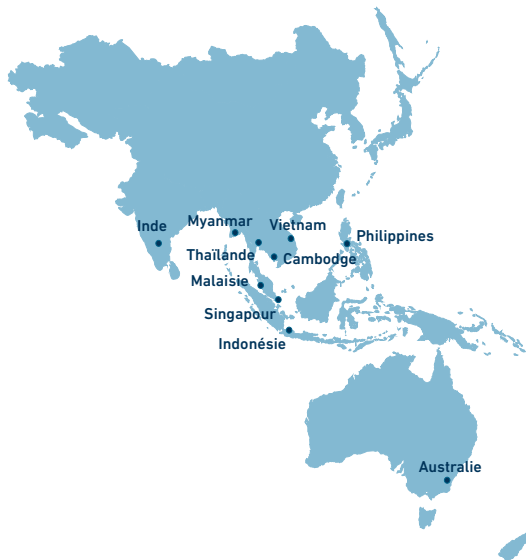 Inde
Myanmar
Vietnam
Philippines
Thaïlande
Cambodge
Malaisie
Singapour
Indonésie
Australie